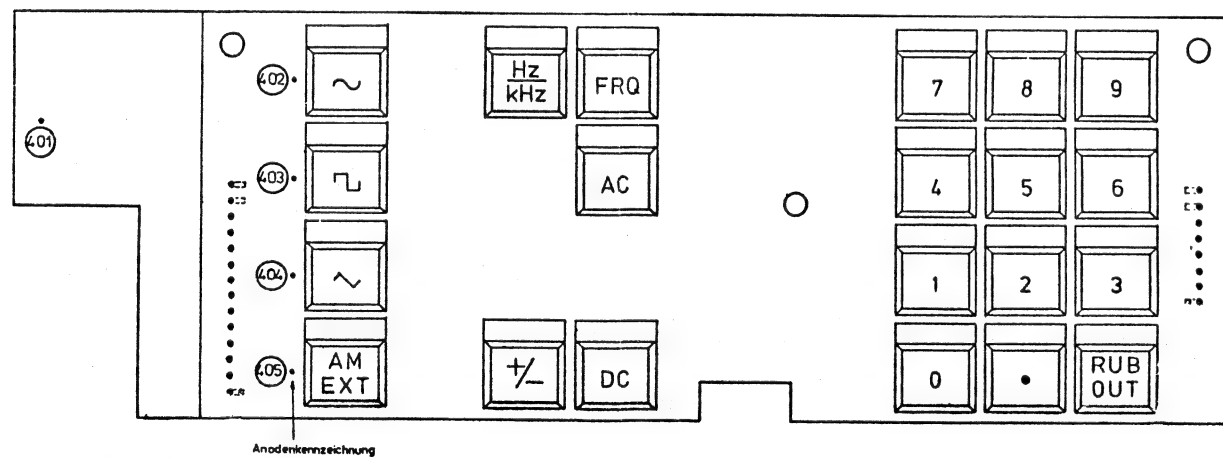 402
Hz
kHz
FRQ
7
8
9
401
403
AC
4
5
6
404
1
2
3
405
AM
EXT
+/-
DC
0
.
RUB
OUT
Anodenkennzeichnung